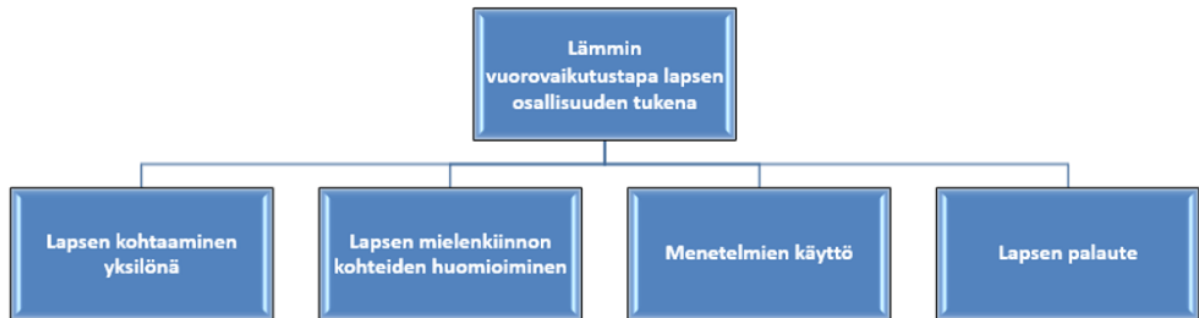 Lämmin
vuorovaikutustapa lapsen
osallisuuden tukena
Lapsen kohtaaminen
yksilönä
Lapsen mielenkiinnon
kohteiden huomioiminen
Menetelmien käyttö
Lapsen palaute